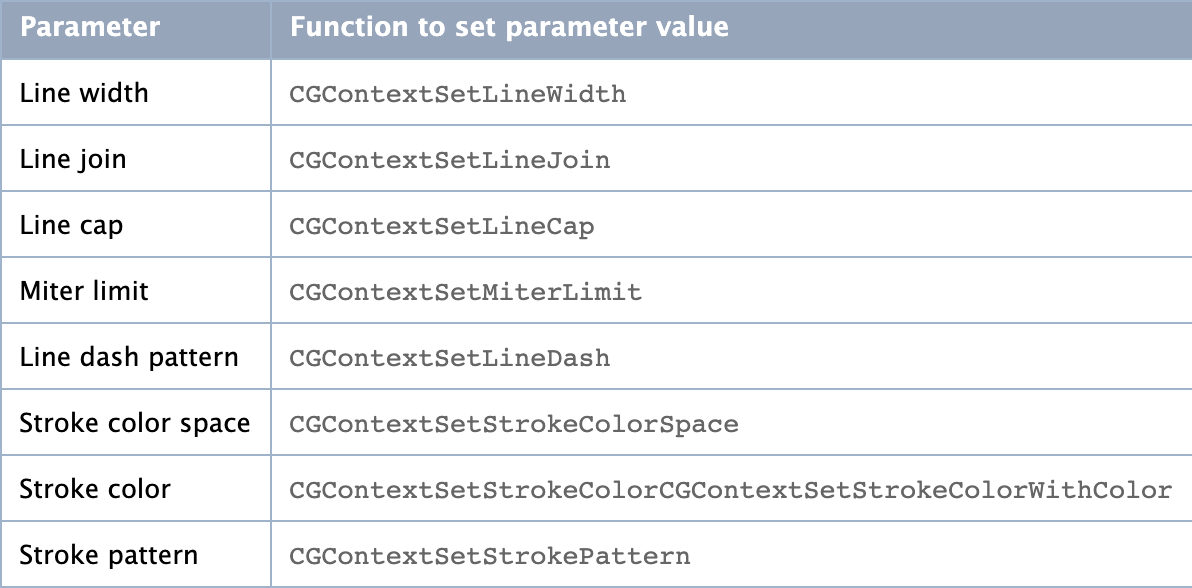 Parameter Function to set parameter value
Line width CGContextSetLineWidth
Line join CGContextSetLineJoin
Line cap CGContextSetLineCap
Miter limit CGContextSetMiterLimit
Line dash pattern CGContextSetLineDash
Stroke color space CGContextSetStrokeColorSpace
Stroke color CGContextSetStrokeColorCGContextSetStrokeColorWithColor
Stroke pattern CGContextSetStrokePattern